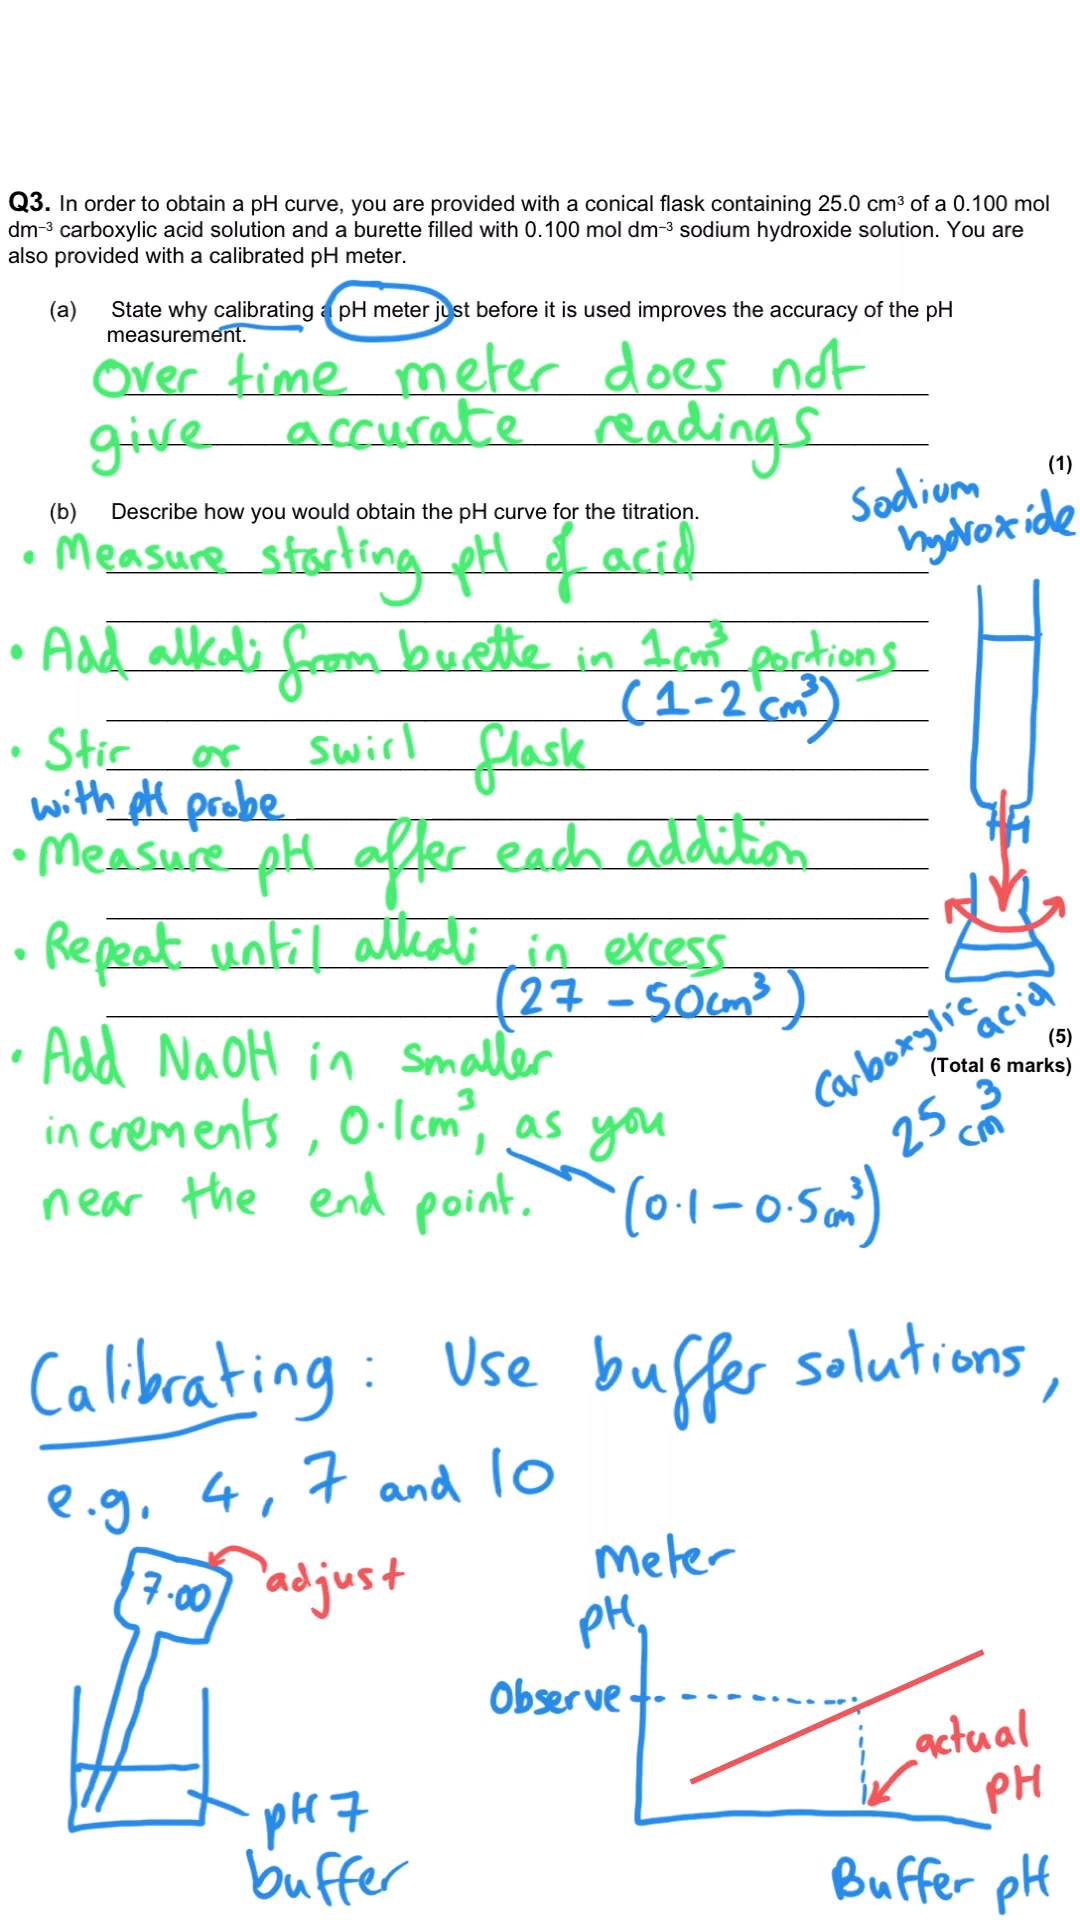 Q3. In order to obtain a pH curve, you are provided with a conical flask containing 25.0 cm³ of a 0.100 mol
dm⁻³ carboxylic acid solution and a burette filled with 0.100 mol dm⁻³ sodium hydroxide solution. You are
also provided with a calibrated pH meter.
(a) State why calibrating a pH meter just before it is used improves the accuracy of the pH
measurement.
Over time meter does not
give accurate readings
(1)
Sodium
hydroxide
(b) Describe how you would obtain the pH curve for the titration.
• Measure starting pH of acid
• Add alkali from burette in 1cm³ portions
(1-2 cm³)
• Stir or swirl flask
with pH probe
• Measure pH after each addition
• Repeat until alkali in excess
(27 - 50cm³)
carboxylic acid
25 cm³
(5)
(Total 6 marks)
• Add NaOH in smaller
increments, 0.1cm³, as you
near the end point.
(0.1 - 0.5cm³)
Calibrating: Use buffer solutions,
e.g. 4, 7 and 10
7.00
adjust
pH 7
buffer
Meter
pH
Observe
actual
pH
Buffer pH